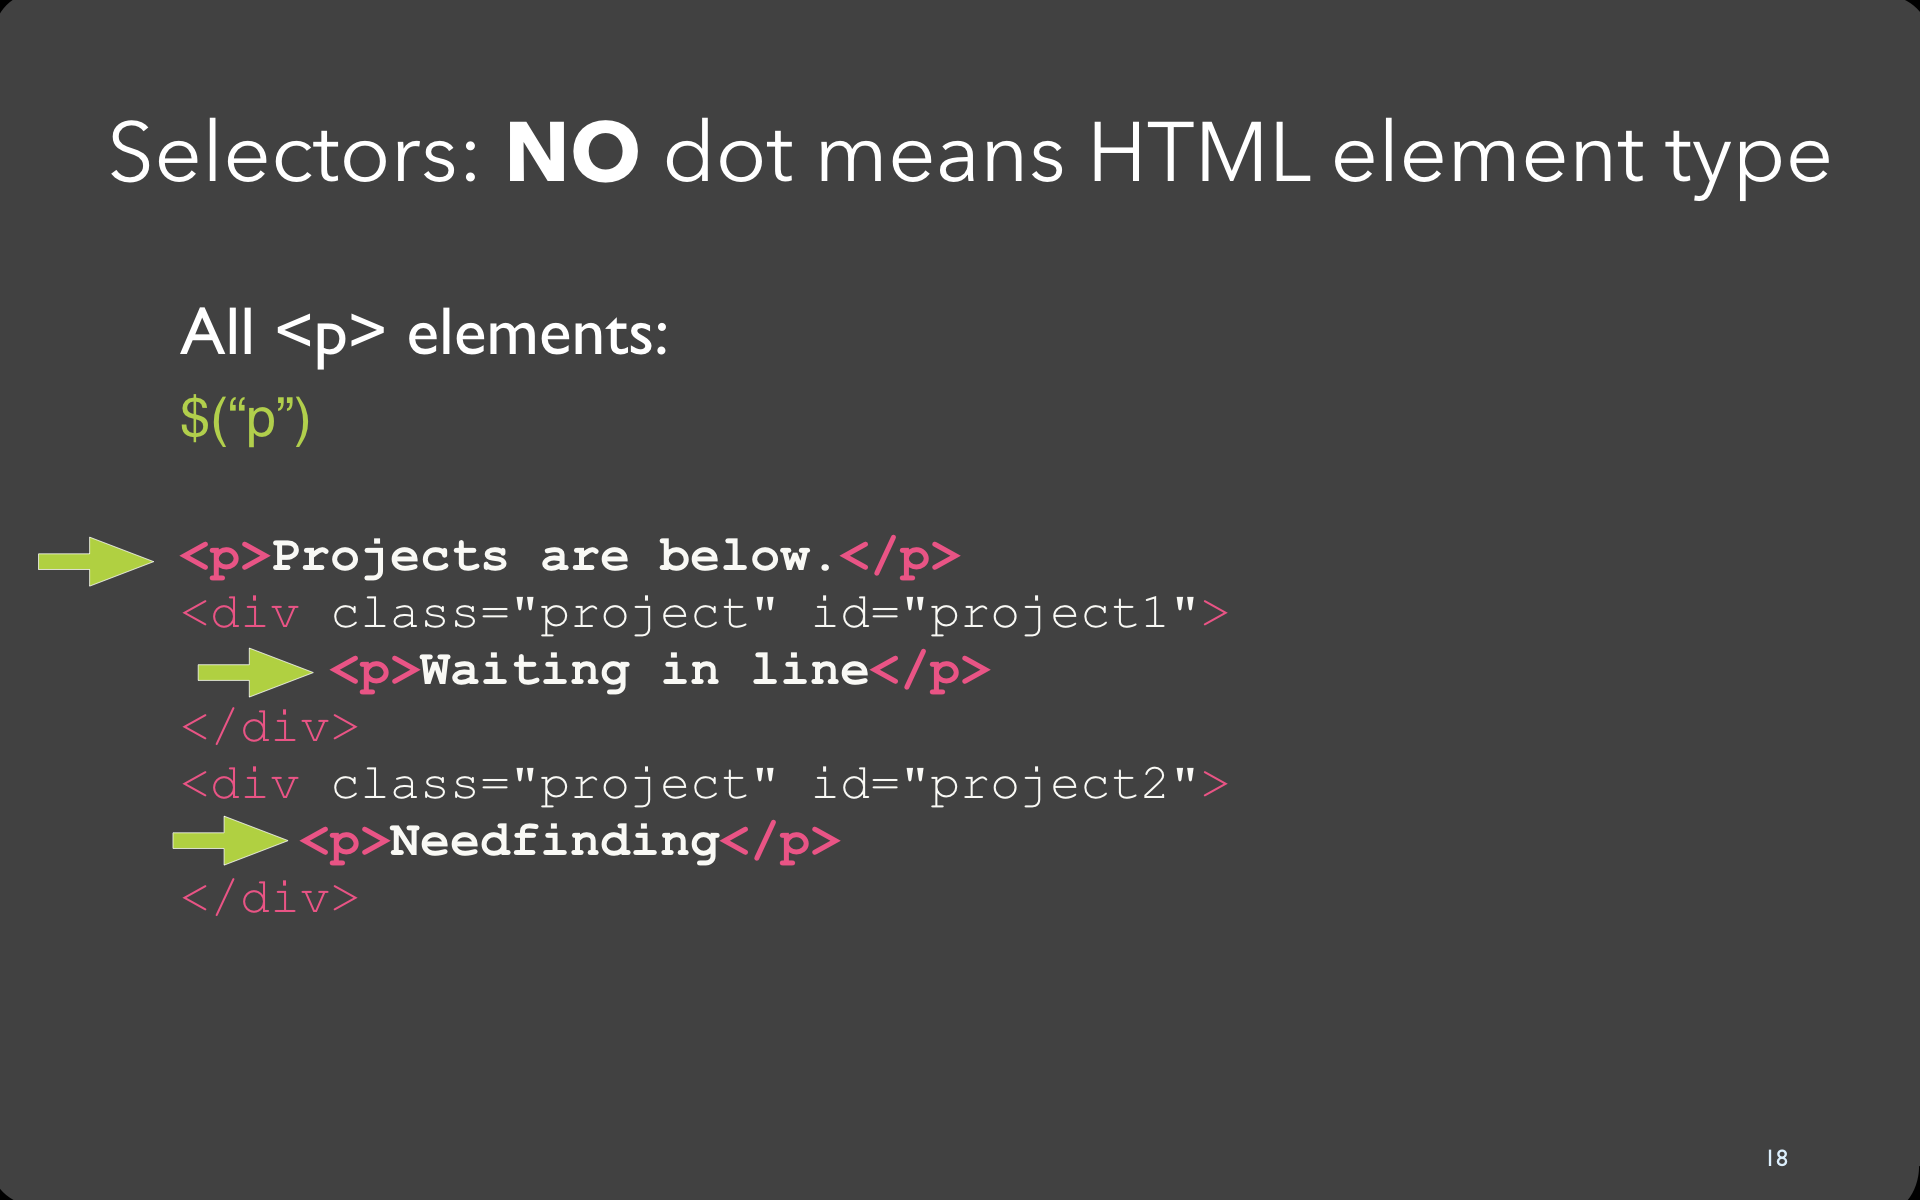 Selectors: NO dot means HTML element type
All <p> elements:
$(“p”)
<p>Projects are below.</p>
<div class="project" id="project1">
<p>Waiting in line</p>
</div>
<div class="project" id="project2">
<p>Needfinding</p>
</div>
18